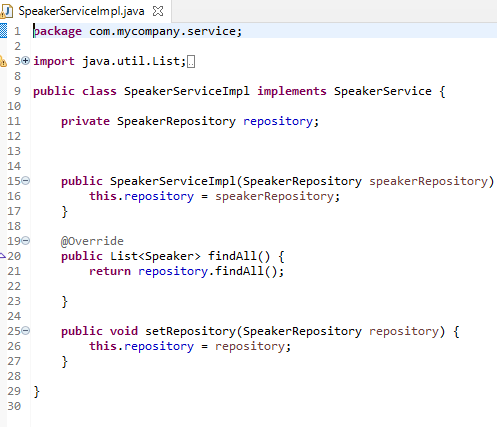 SpeakerServiceImpl.java
1 package com.mycompany.service;
2
3 import java.util.List;
8
9 public class SpeakerServiceImpl implements SpeakerService {
10
11 private SpeakerRepository repository;
12
13
14
15 public SpeakerServiceImpl(SpeakerRepository speakerRepository)
16 this.repository = speakerRepository;
17 }
18
19 @Override
20 public List<Speaker> findAll() {
21 return repository.findAll();
22
23 }
24
25 public void setRepository(SpeakerRepository repository) {
26 this.repository = repository;
27 }
28
29 }
30